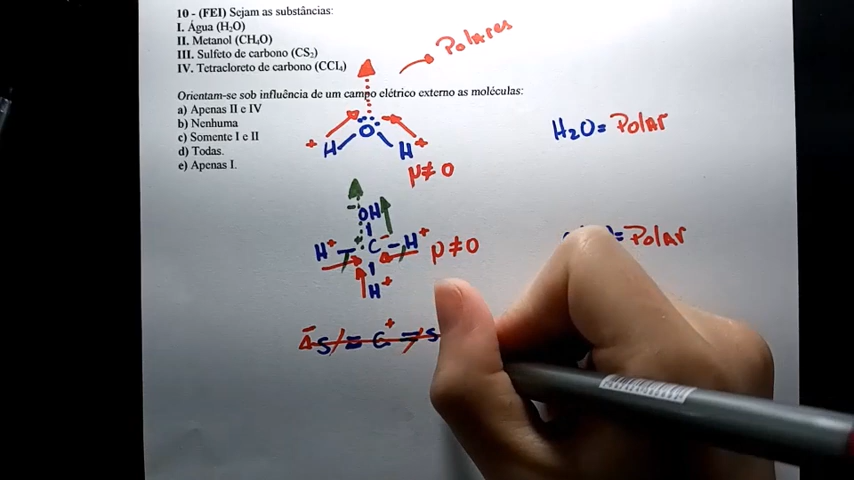 10 - (FEI) Sejam as substâncias:
I. Água (H₂O)
II. Metanol (CH₄O)
III. Sulfeto de carbono (CS₂)
IV. Tetracloreto de carbono (CCl₄)
Polares
Orientam-se sob influência de um campo elétrico externo as moléculas:
a) Apenas II e IV
b) Nenhuma
c) Somente I e II
d) Todas.
e) Apenas I.
+ H O H +
μ ≠ 0
H₂O = Polar
- OH
H + C - H +
μ ≠ 0
= Polar
H +
- S = C + = S